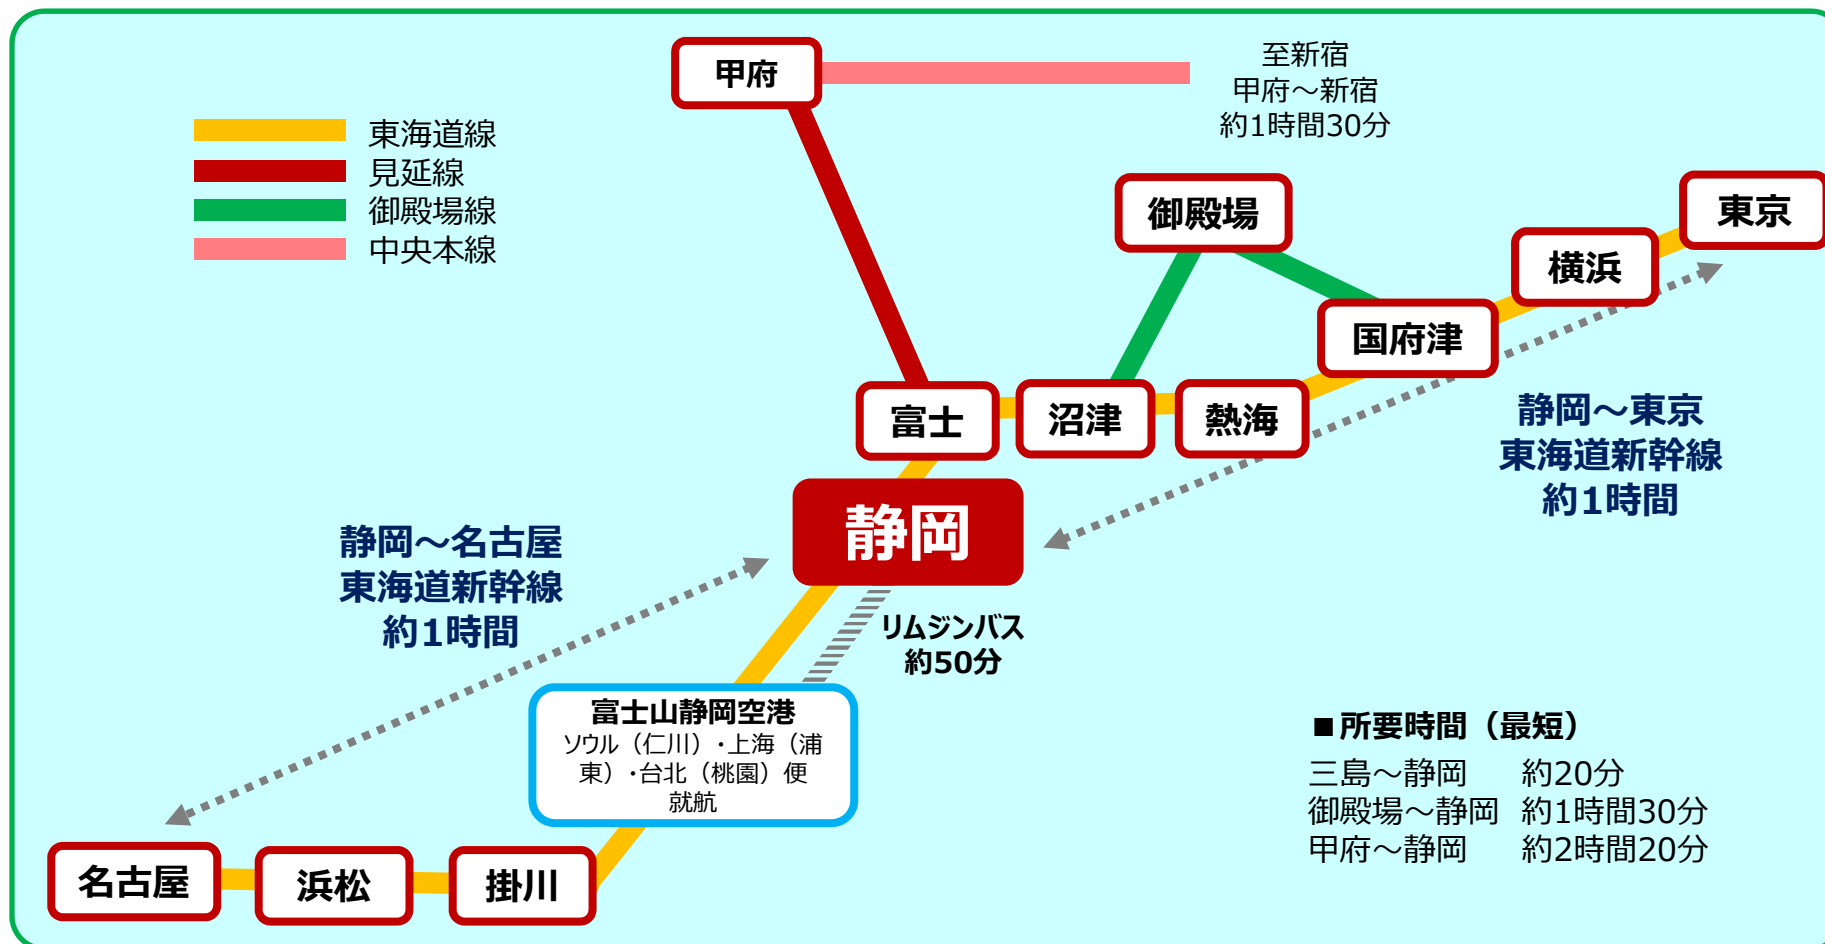 甲府
至新宿
甲府～新宿
約1時間30分
東海道線
見延線
御殿場線
中央本線
御殿場
東京
横浜
国府津
富士
沼津
熱海
静岡～東京
東海道新幹線
約1時間
静岡
静岡～名古屋
東海道新幹線
約1時間
リムジンバス
約50分
富士山静岡空港
ソウル（仁川）・上海（浦
東）・台北（桃園）便
就航
■所要時間（最短）
三島～静岡 約20分
御殿場～静岡 約1時間30分
甲府～静岡 約2時間20分
名古屋
浜松
掛川